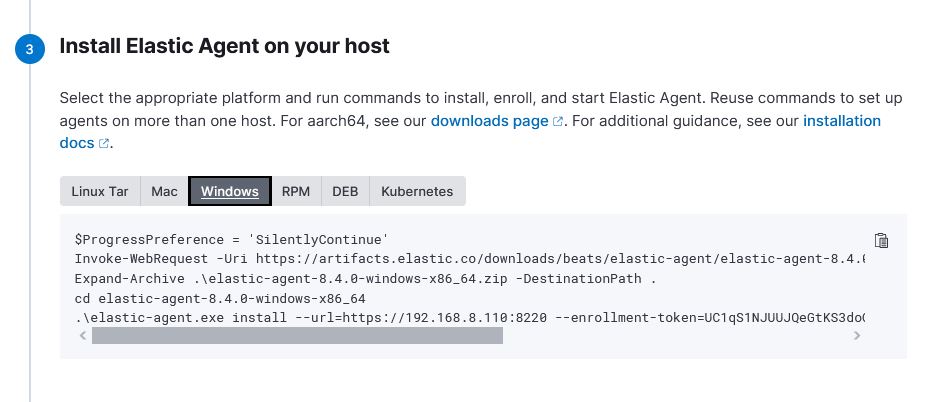 3
Install Elastic Agent on your host
Select the appropriate platform and run commands to install, enroll, and start Elastic Agent. Reuse commands to set up
agents on more than one host. For aarch64, see our downloads page. For additional guidance, see our installation
docs.
Linux Tar Mac Windows RPM DEB Kubernetes
$ProgressPreference = 'SilentlyContinue'
Invoke-WebRequest -Uri https://artifacts.elastic.co/downloads/beats/elastic-agent/elastic-agent-8.4.0
Expand-Archive .\elastic-agent-8.4.0-windows-x86_64.zip -DestinationPath .
cd elastic-agent-8.4.0-windows-x86_64
.\elastic-agent.exe install --url=https://192.168.8.110:8220 --enrollment-token=UC1qS1NJUUJQeGtKS3do